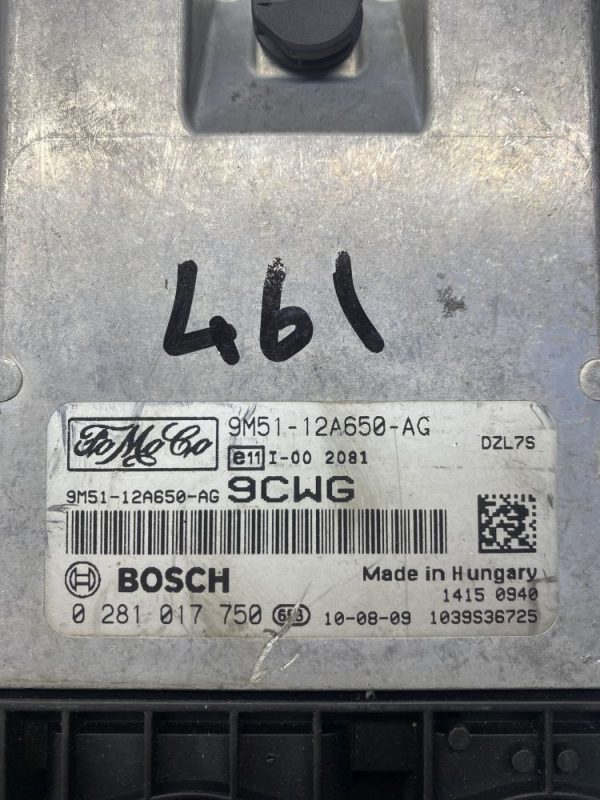 461
FoMoCo 9M51-12A650-AG
e11 I-00 2081 DZL7S
9M51-12A650-AG 9CWG
BOSCH Made in Hungary
1415 0940
0 281 017 750 10-08-09 1039S36725